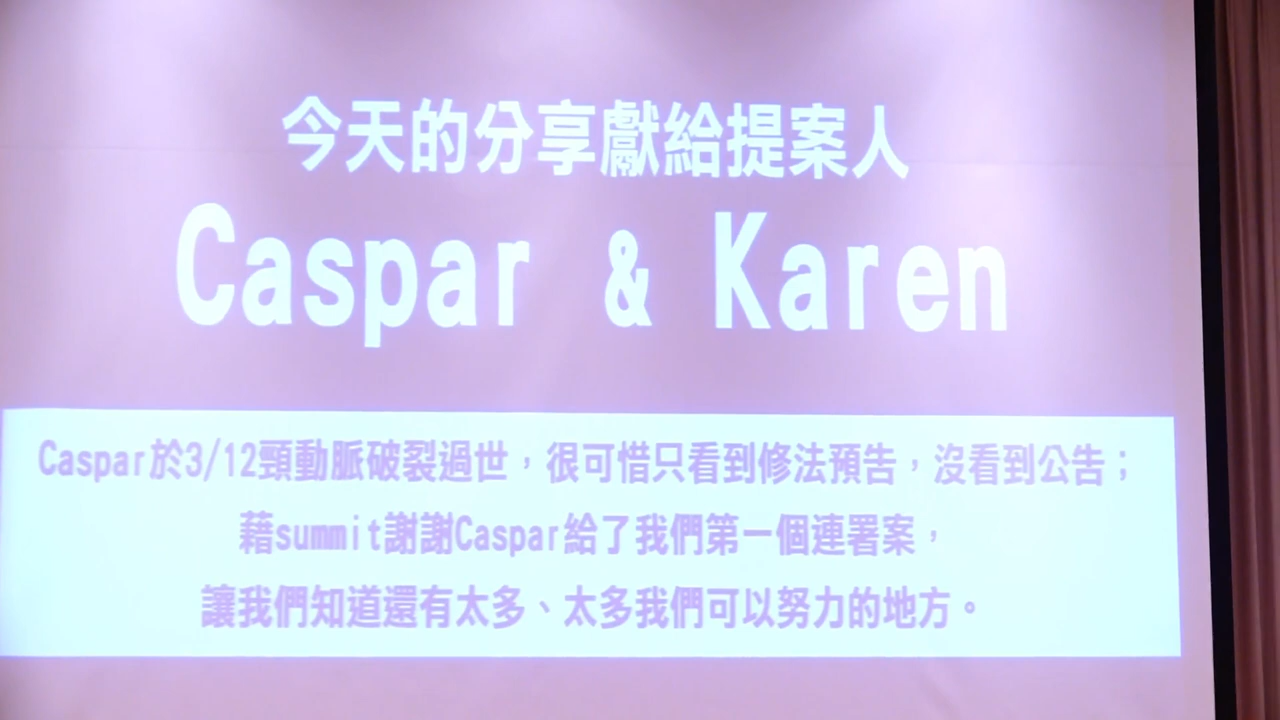 今天的分享獻給提案人
Caspar & Karen
Caspar於3/12頸動脈破裂過世，很可惜只看到修法預告，沒看到公告；
藉summit謝謝Caspar給了我們第一個連署案，
讓我們知道還有太多、太多我們可以努力的地方。